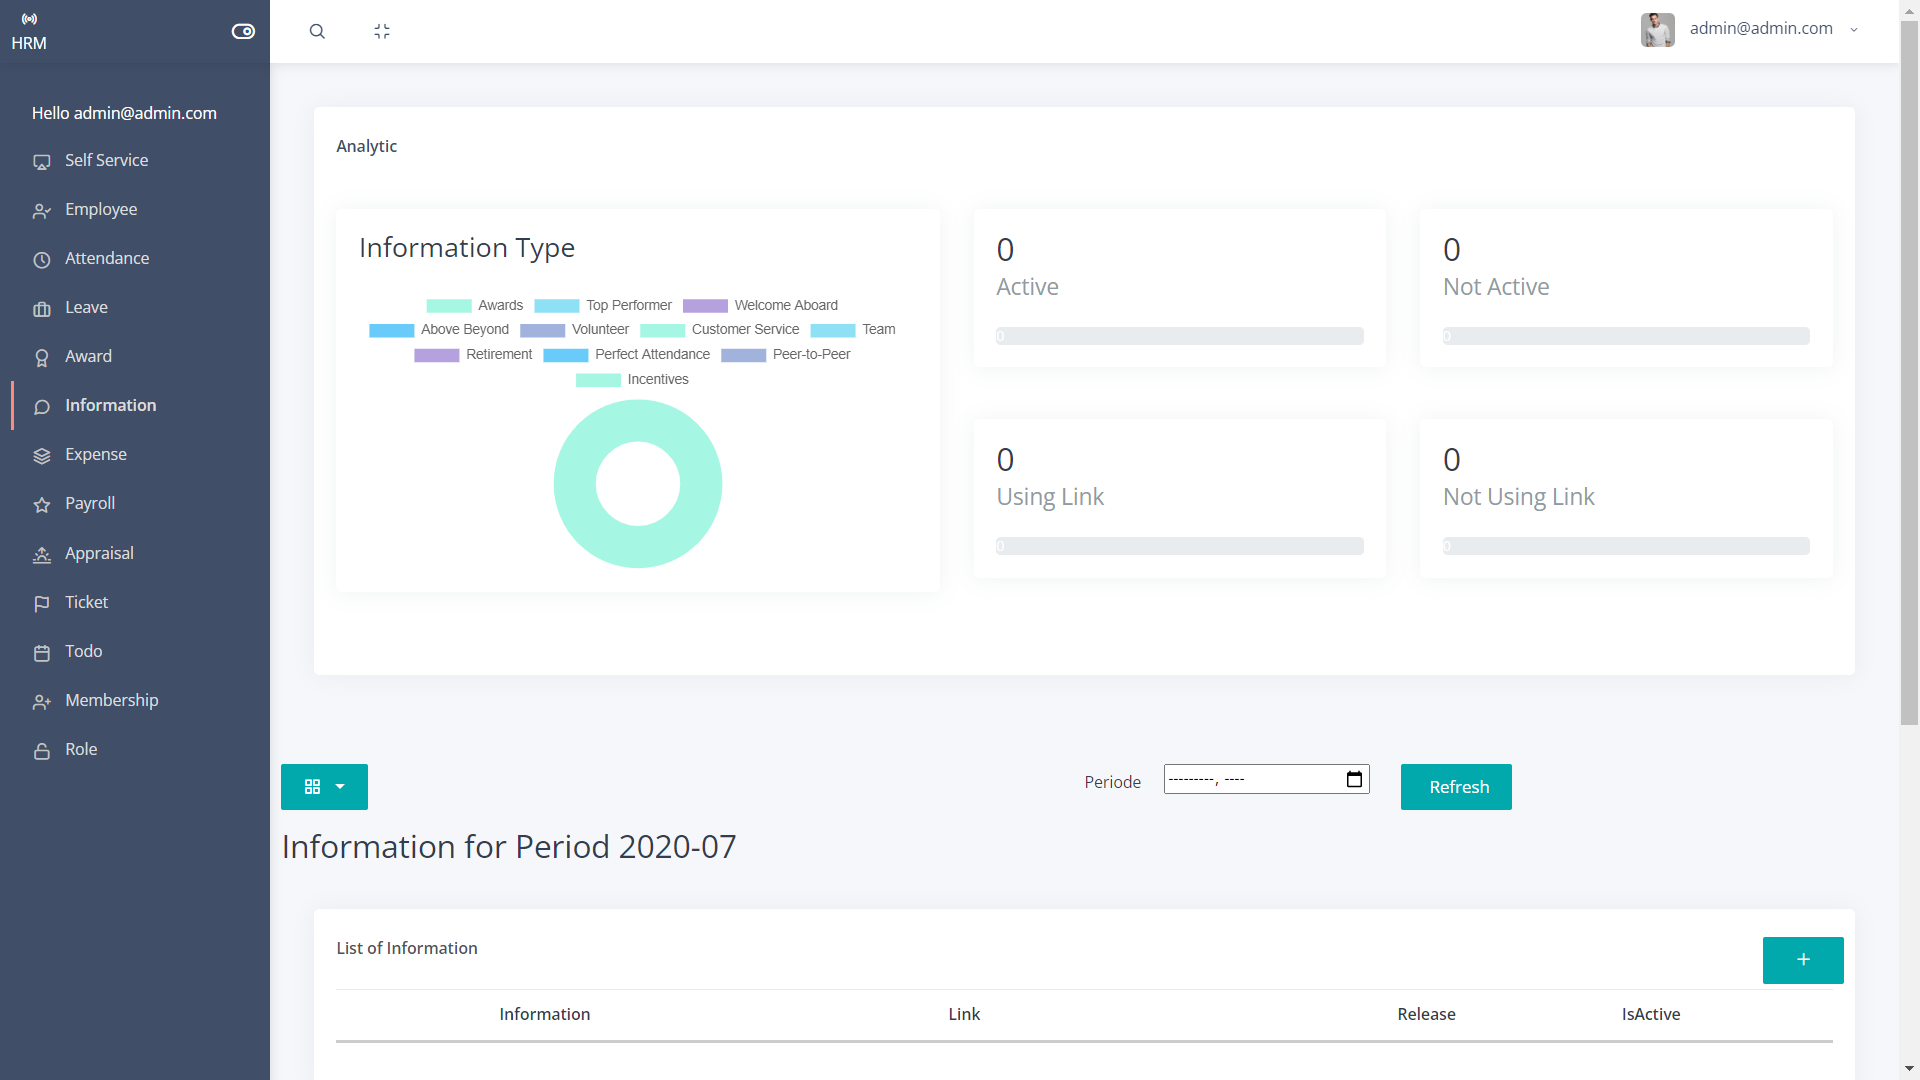 HRM
admin@admin.com
Hello admin@admin.com
Self Service
Employee
Attendance
Leave
Award
Information
Expense
Payroll
Appraisal
Ticket
Todo
Membership
Role
Analytic
Information Type
Awards Top Performer Welcome Aboard
Above Beyond Volunteer Customer Service Team
Retirement Perfect Attendance Peer-to-Peer
Incentives
0
Active
0
0
Not Active
0
0
Using Link
0
0
Not Using Link
0
Periode
---------, ----
Refresh
Information for Period 2020-07
List of Information
+
Information Link Release IsActive